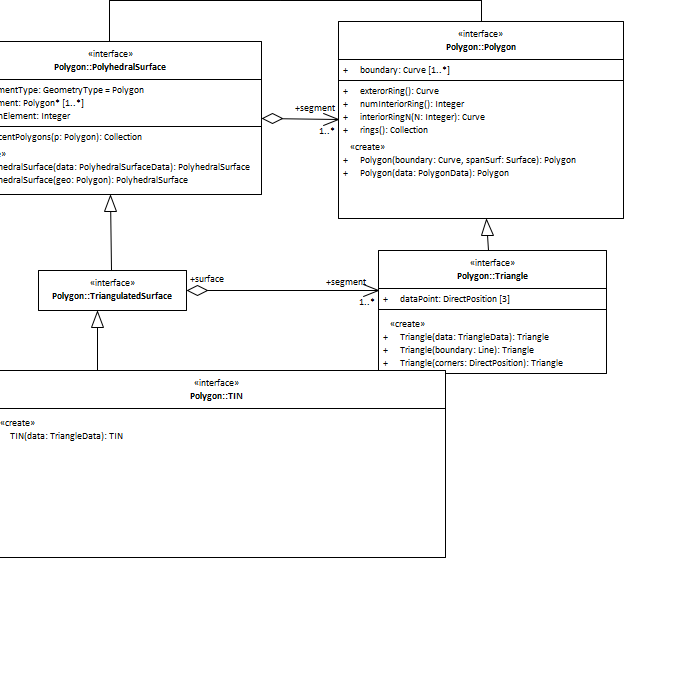 «interface»
Polygon::PolyhedralSurface
mentType: GeometryType = Polygon
ment: Polygon* [1..*]
nElement: Integer
centPolygons(p: Polygon): Collection
e»
hedralSurface(data: PolyhedralSurfaceData): PolyhedralSurface
hedralSurface(geo: Polygon): PolyhedralSurface
+segment
1..*
«interface»
Polygon::Polygon
+ boundary: Curve [1..*]
+ exterorRing(): Curve
+ numInteriorRing(): Integer
+ interiorRingN(N: Integer): Curve
+ rings(): Collection
«create»
+ Polygon(boundary: Curve, spanSurf: Surface): Polygon
+ Polygon(data: PolygonData): Polygon
«interface»
Polygon::TriangulatedSurface
+surface
+segment
1..*
«interface»
Polygon::Triangle
+ dataPoint: DirectPosition [3]
«create»
+ Triangle(data: TriangleData): Triangle
+ Triangle(boundary: Line): Triangle
+ Triangle(corners: DirectPosition): Triangle
«interface»
Polygon::TIN
«create»
TIN(data: TriangleData): TIN